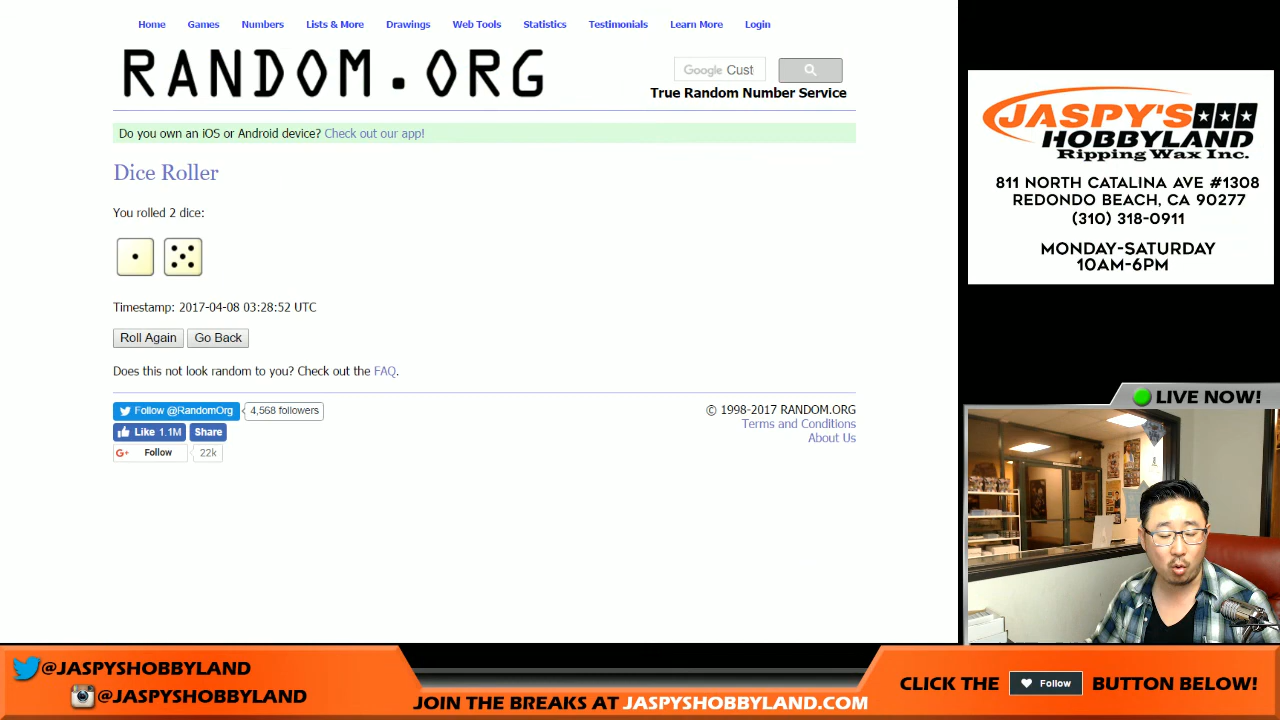 Home Games Numbers Lists & More Drawings Web Tools Statistics Testimonials Learn More Login
RANDOM.ORG
Google Cust
True Random Number Service
Do you own an iOS or Android device? Check out our app!
Dice Roller
You rolled 2 dice:
Timestamp: 2017-04-08 03:28:52 UTC
Roll Again Go Back
Does this not look random to you? Check out the FAQ.
Follow @RandomOrg 4,568 followers
Like 1.1M Share
G+ Follow 22k
© 1998-2017 RANDOM.ORG
Terms and Conditions
About Us
JASPY'S
HOBBYLAND
Ripping Wax Inc.
811 NORTH CATALINA AVE #1308
REDONDO BEACH, CA 90277
(310) 318-0911
MONDAY-SATURDAY
10AM-6PM
LIVE NOW!
@JASPYSHOBBYLAND
@JASPYSHOBBYLAND
JOIN THE BREAKS AT JASPYSHOBBYLAND.COM
CLICK THE Follow BUTTON BELOW!